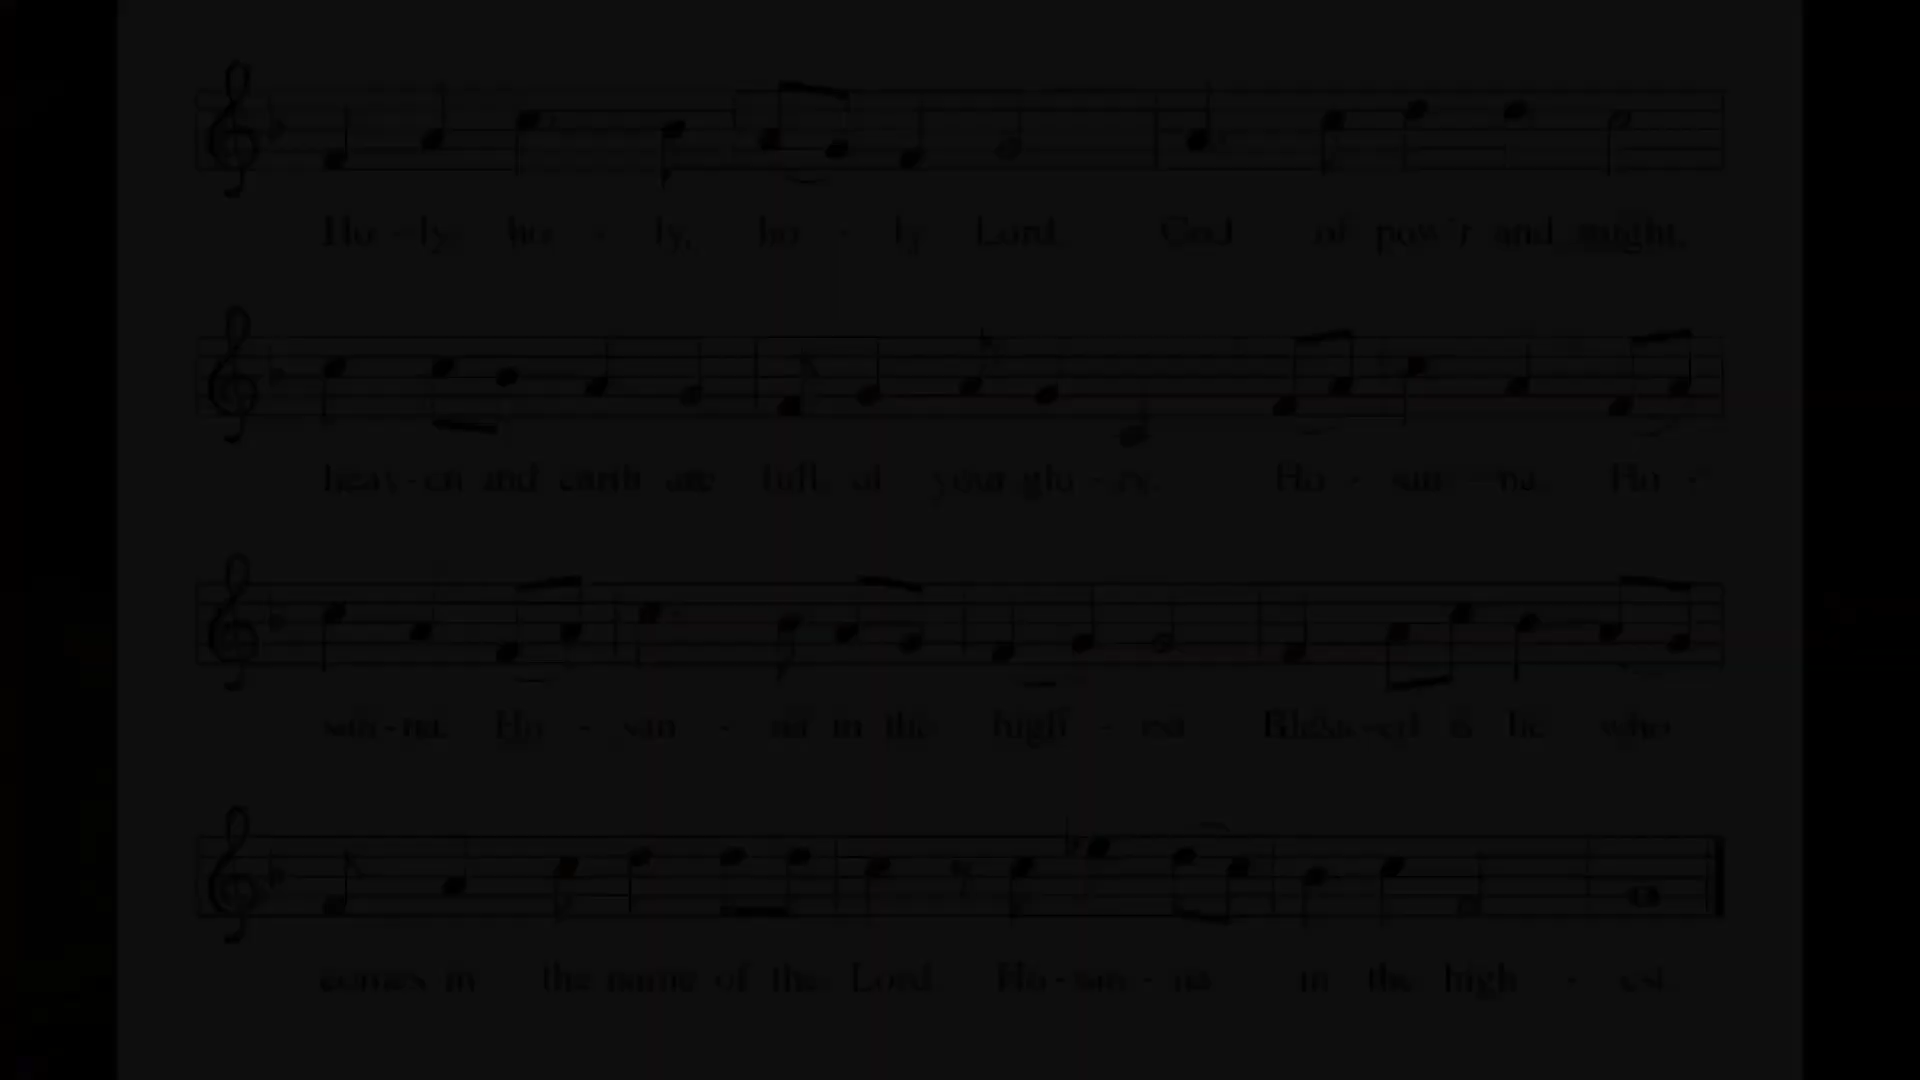 Ho - ly, ho - ly, ho - ly Lord, God of pow'r and might,
heav - en and earth are full of your glo - ry. Ho - san - na. Ho -
san - na. Ho - san - na in the high - est. Bless - ed is he who
comes in the name of the Lord. Ho - san - na in the high - est.